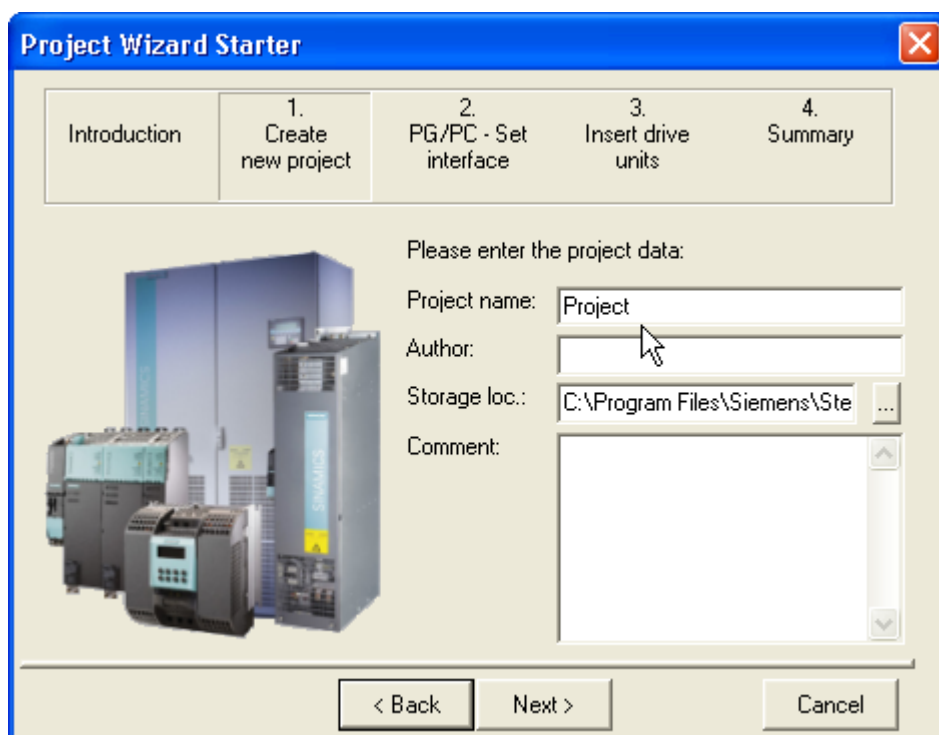 Project Wizard Starter
Introduction
1.
Create
new project
2.
PG/PC - Set
interface
3.
Insert drive
units
4.
Summary
Please enter the project data:
Project name:
Project
Author:
Storage loc.:
C:\Program Files\Siemens\Ste
...
Comment:
SINAMICS
SINAMICS
< Back
Next >
Cancel